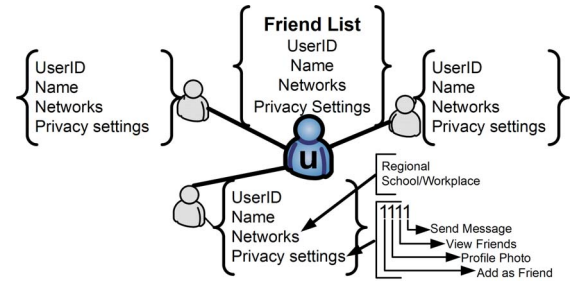 Friend List
UserID
Name
Networks
Privacy Settings
UserID
Name
Networks
Privacy settings
UserID
Name
Networks
Privacy settings
u
UserID
Name
Networks
Privacy settings
Regional
School/Workplace
1111
Send Message
View Friends
Profile Photo
Add as Friend